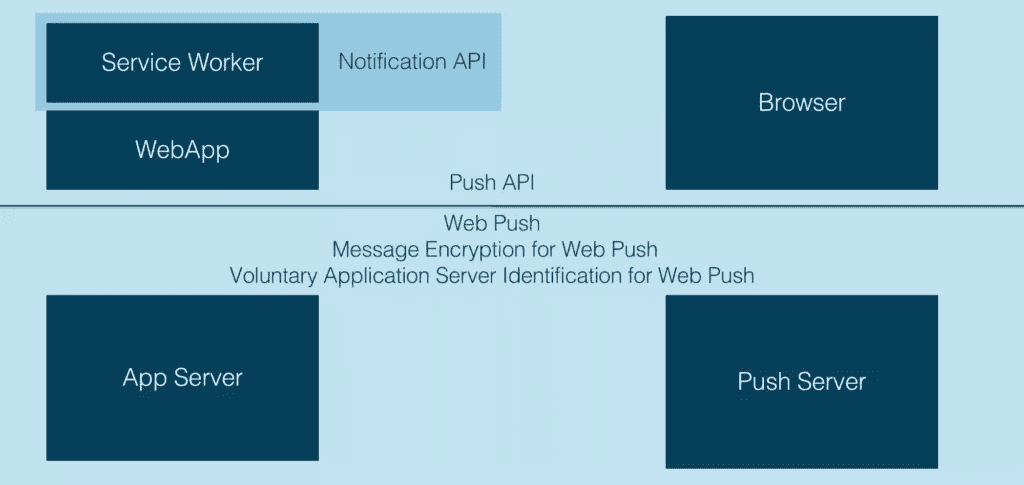 Service Worker
Notification API
Browser
WebApp
Push API
Web Push
Message Encryption for Web Push
Voluntary Application Server Identification for Web Push
App Server
Push Server